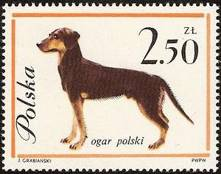 Polska
2.50 ZŁ
ogar polski
J. GRABIAŃSKI
PWPW